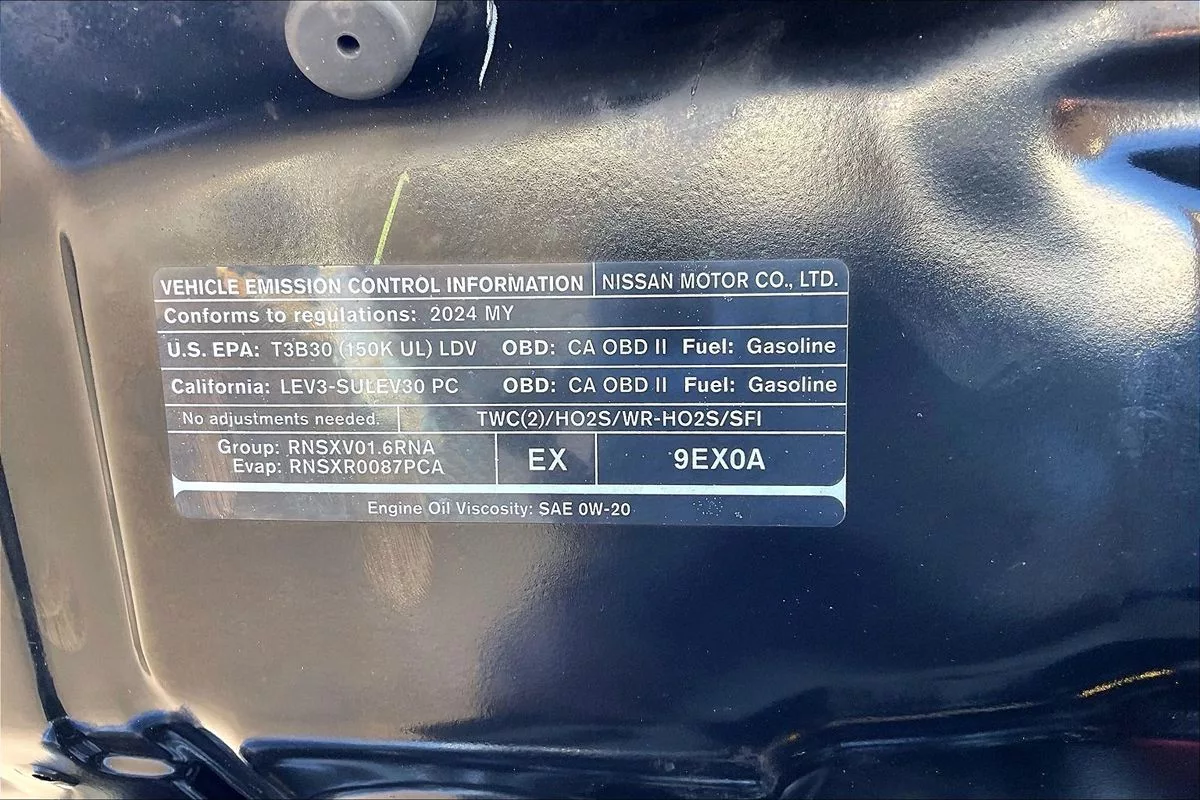 VEHICLE EMISSION CONTROL INFORMATION NISSAN MOTOR CO., LTD.
Conforms to regulations: 2024 MY
U.S. EPA: T3B30 (150K UL) LDV OBD: CA OBD II Fuel: Gasoline
California: LEV3-SULEV30 PC OBD: CA OBD II Fuel: Gasoline
No adjustments needed. TWC(2)/HO2S/WR-HO2S/SFI
Group: RNSXV01.6RNA
Evap: RNSXR0087PCA
EX 9EX0A
Engine Oil Viscosity: SAE 0W-20